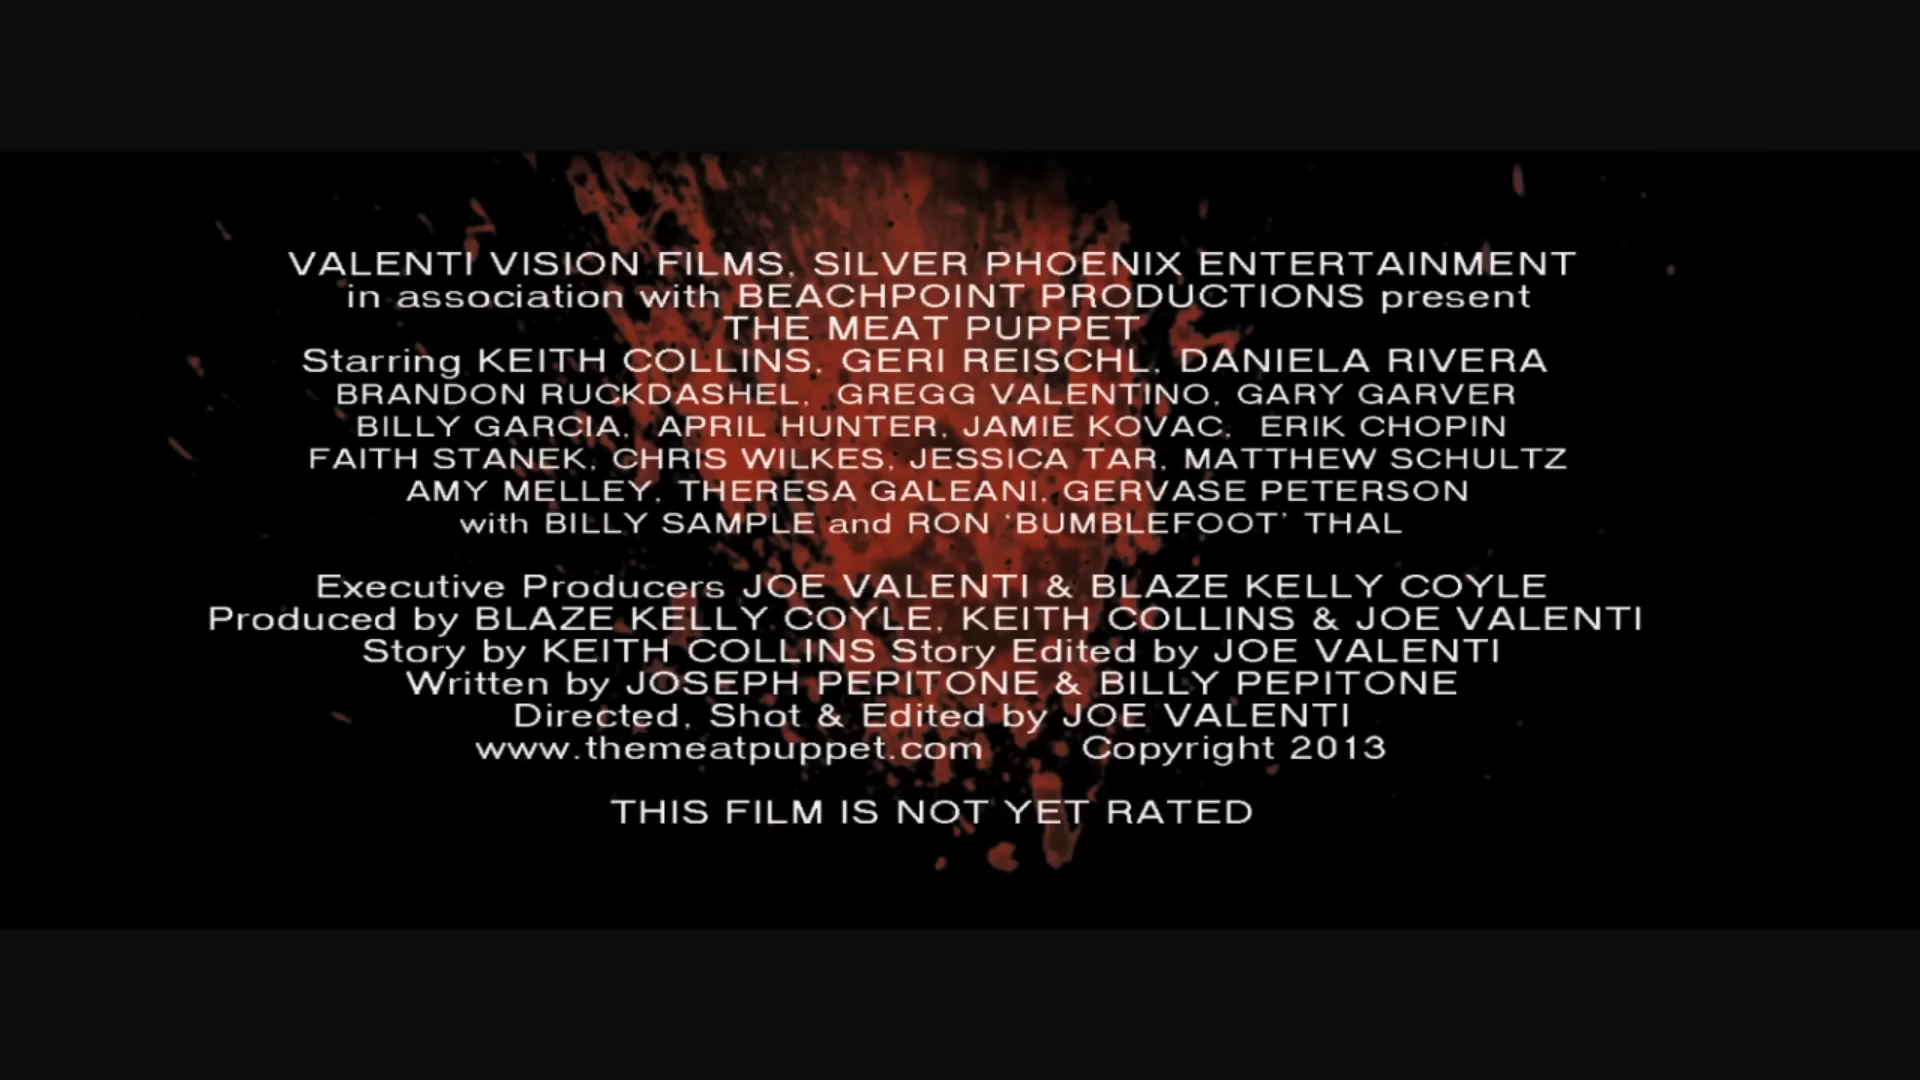 VALENTI VISION FILMS, SILVER PHOENIX ENTERTAINMENT
in association with BEACHPOINT PRODUCTIONS present
THE MEAT PUPPET
Starring KEITH COLLINS, GERI REISCHL, DANIELA RIVERA
BRANDON RUCKDASHEL, GREGG VALENTINO, GARY GARVER
BILLY GARCIA, APRIL HUNTER, JAMIE KOVAC, ERIK CHOPIN
FAITH STANEK, CHRIS WILKES, JESSICA TAR, MATTHEW SCHULTZ
AMY MELLEY, THERESA GALEANI, GERVASE PETERSON
with BILLY SAMPLE and RON 'BUMBLEFOOT' THAL
Executive Producers JOE VALENTI & BLAZE KELLY COYLE
Produced by BLAZE KELLY COYLE, KEITH COLLINS & JOE VALENTI
Story by KEITH COLLINS Story Edited by JOE VALENTI
Written by JOSEPH PEPITONE & BILLY PEPITONE
Directed, Shot & Edited by JOE VALENTI
www.themeatpuppet.com Copyright 2013
THIS FILM IS NOT YET RATED